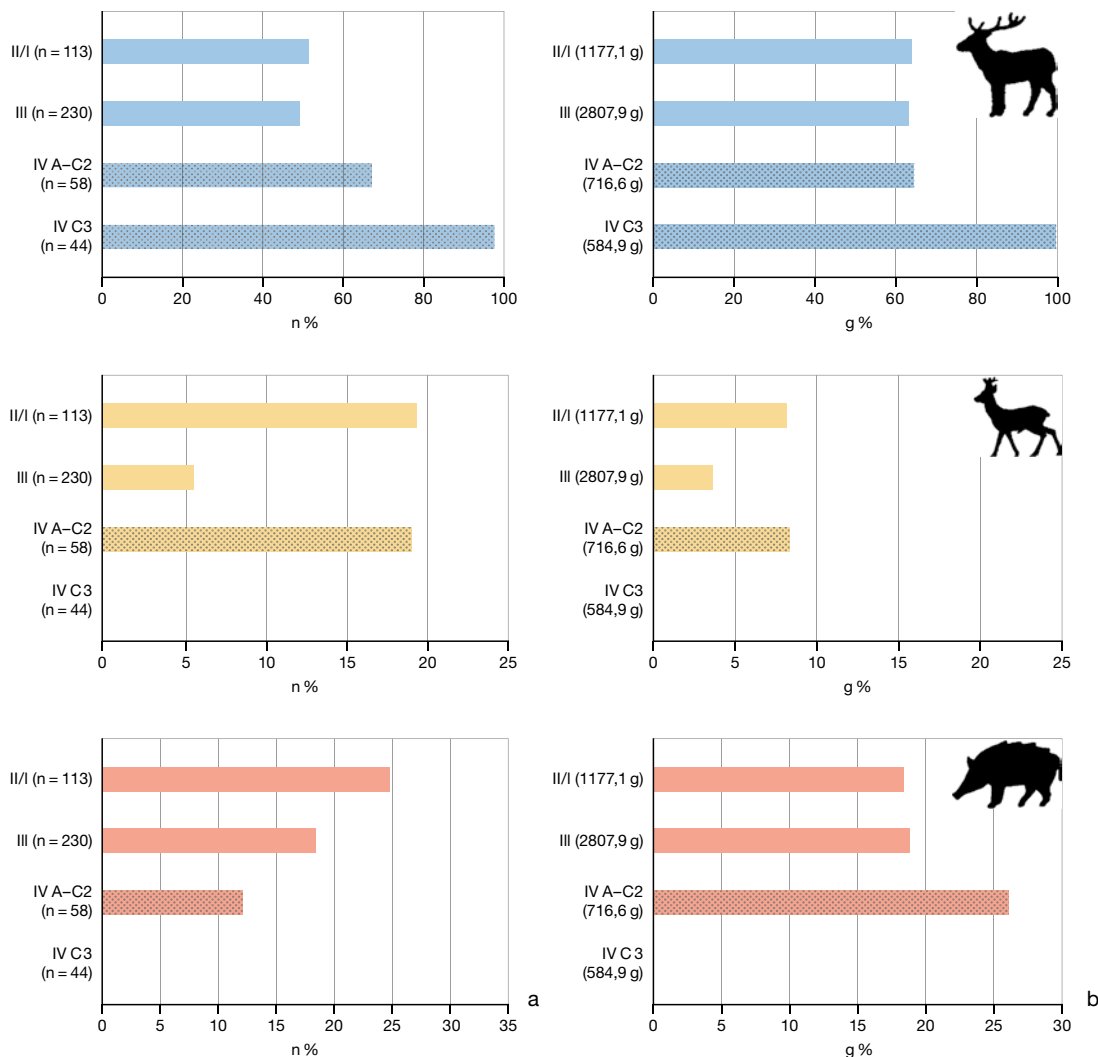 II/I (n = 113)
III (n = 230)
IV A–C2
(n = 58)
IV C3
(n = 44)
0 20 40 60 80 100
n %
II/I (1177,1 g)
III (2807,9 g)
IV A–C2
(716,6 g)
IV C3
(584,9 g)
0 20 40 60 80 100
g %
II/I (n = 113)
III (n = 230)
IV A–C2
(n = 58)
IV C3
(n = 44)
0 5 10 15 20 25
n %
II/I (1177,1 g)
III (2807,9 g)
IV A–C2
(716,6 g)
IV C3
(584,9 g)
0 5 10 15 20 25
g %
II/I (n = 113)
III (n = 230)
IV A–C2
(n = 58)
IV C3
(n = 44)
0 5 10 15 20 25 30 35
n %
a
II/I (1177,1 g)
III (2807,9 g)
IV A–C2
(716,6 g)
IV C3
(584,9 g)
0 5 10 15 20 25 30
g %
b